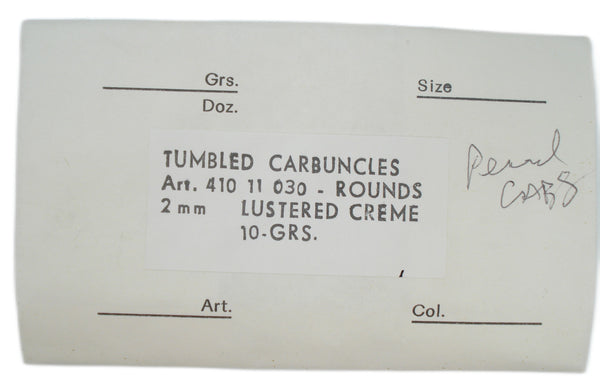 Grs.
Doz.
Size
TUMBLED CARBUNCLES
Art. 410 11 030 - ROUNDS
2 mm LUSTERED CREME
10-GRS.
Pearl
CABS
Art.
Col.